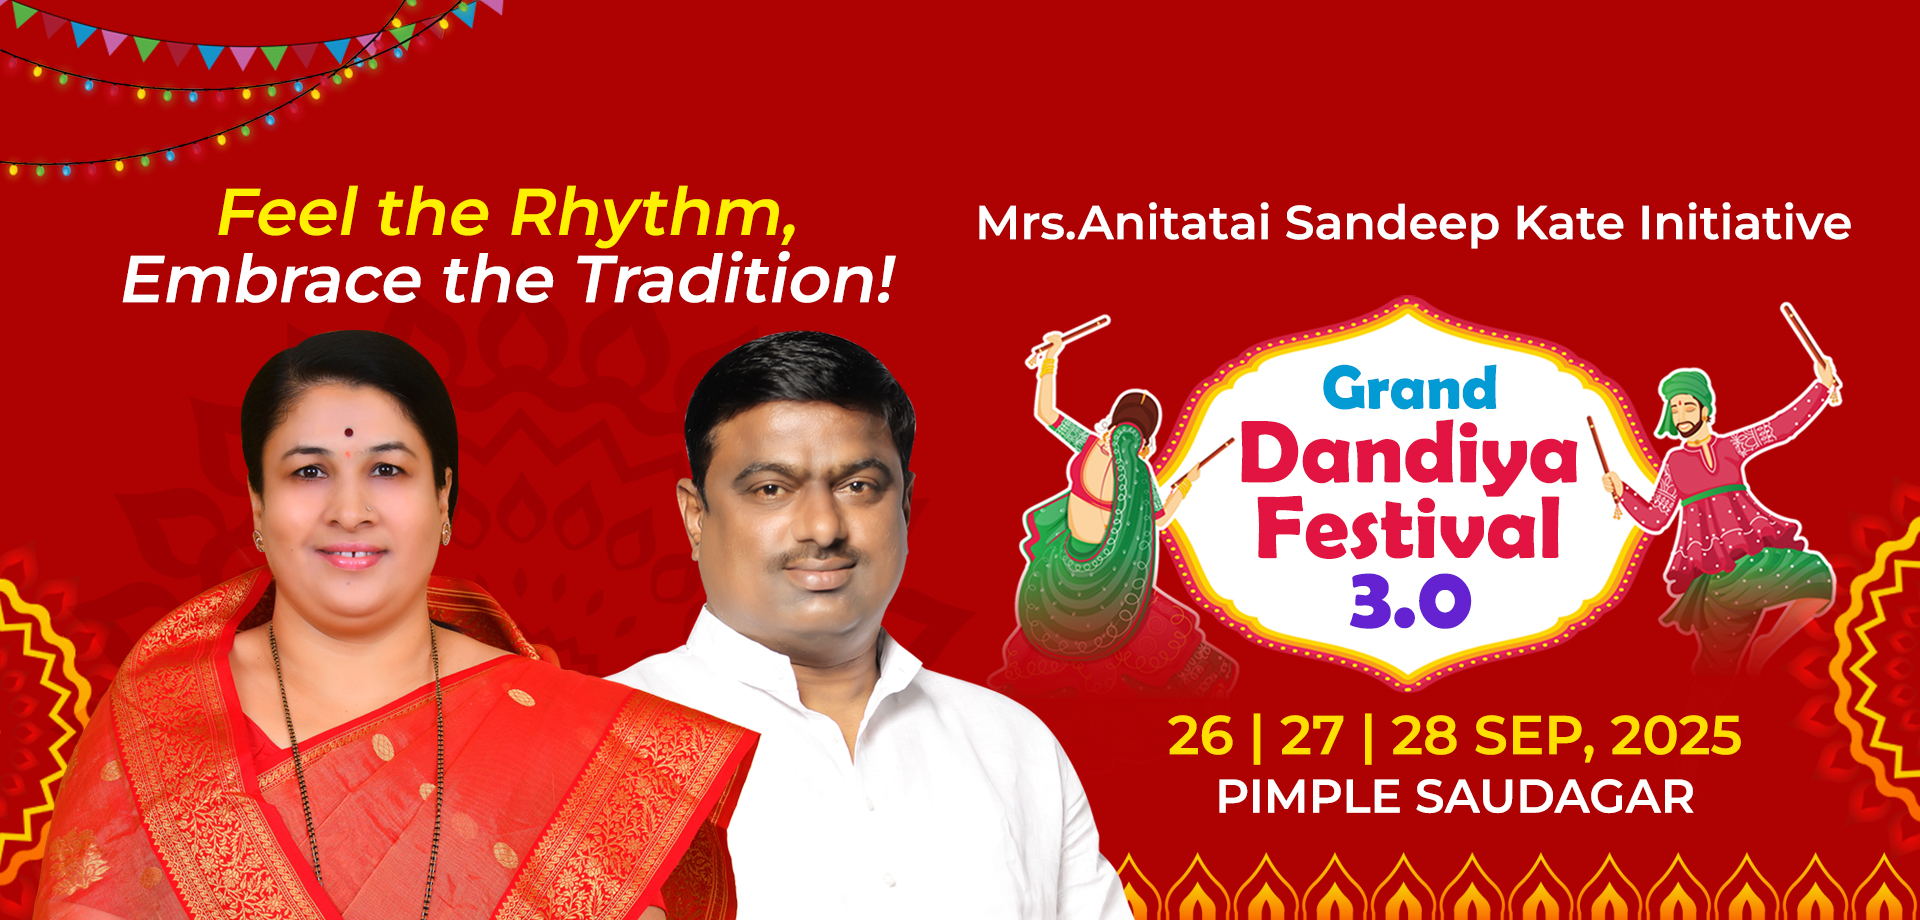 Feel the Rhythm,
Embrace the Tradition!
Mrs.Anitatai Sandeep Kate Initiative
Grand
Dandiya
Festival
3.0
26 | 27 | 28 SEP, 2025
PIMPLE SAUDAGAR